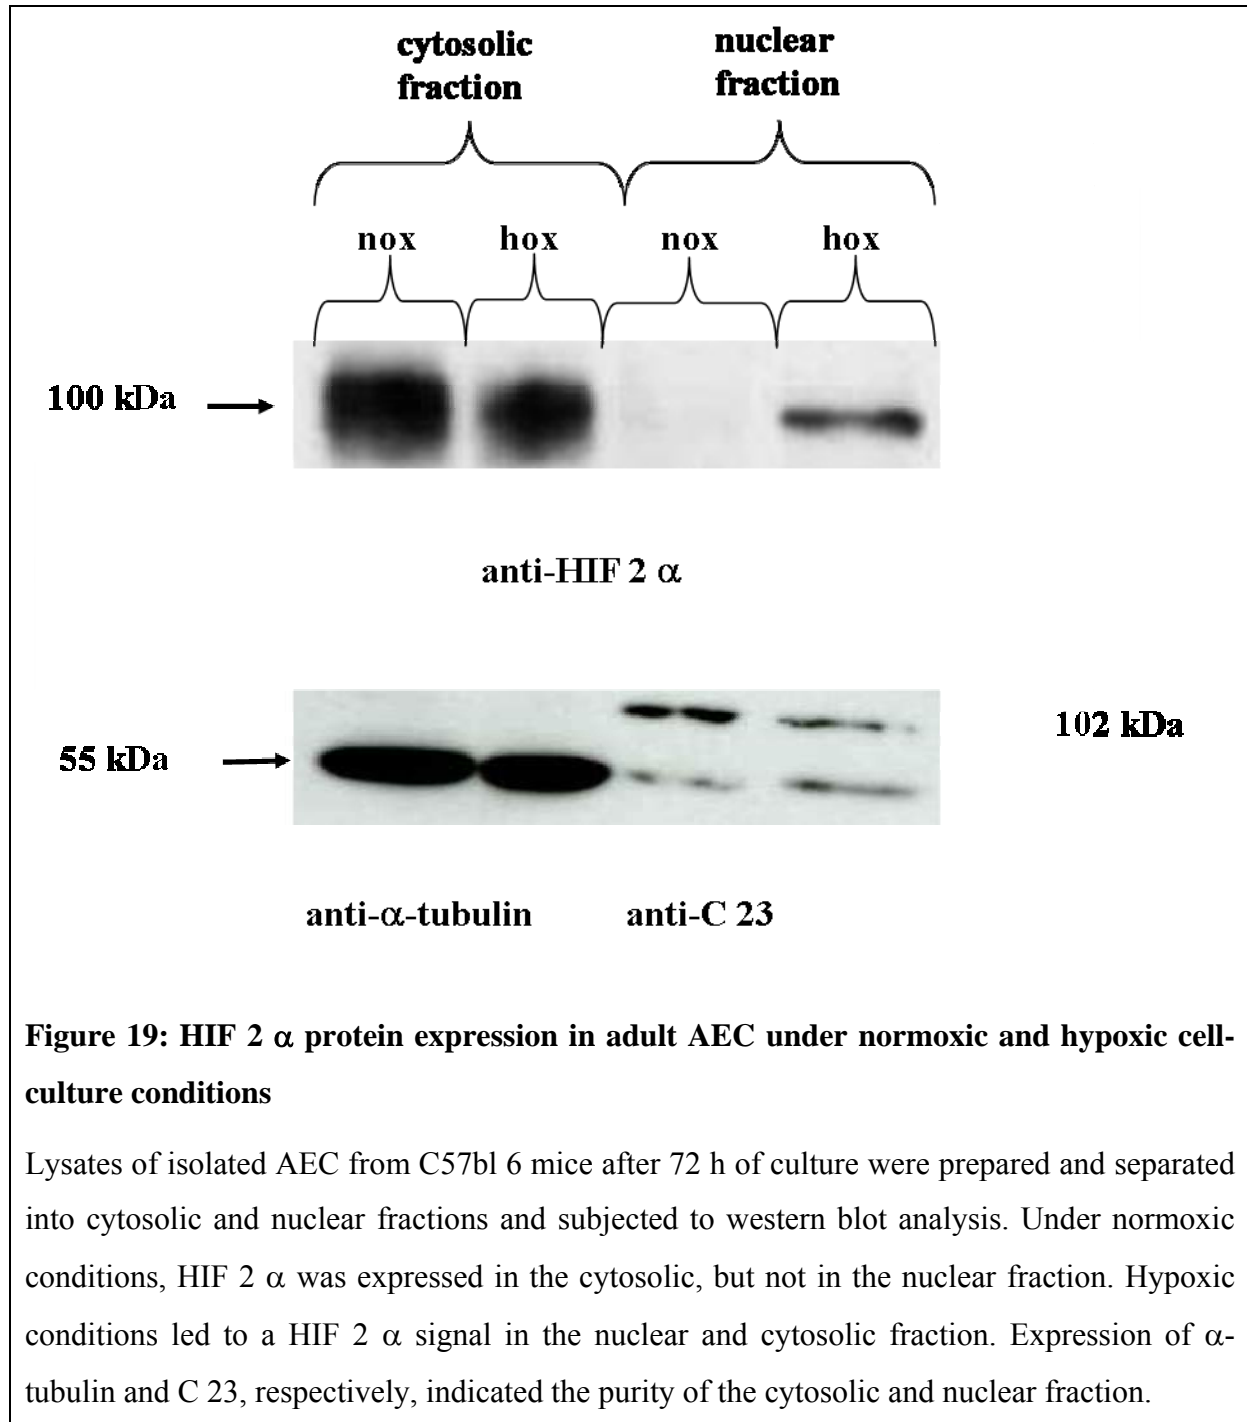 cytosolic fraction
nuclear fraction
nox hox nox hox
100 kDa
anti-HIF 2 α
55 kDa
102 kDa
anti-α-tubulin anti-C 23
Figure 19: HIF 2 α protein expression in adult AEC under normoxic and hypoxic cell-
culture conditions
Lysates of isolated AEC from C57bl 6 mice after 72 h of culture were prepared and separated
into cytosolic and nuclear fractions and subjected to western blot analysis. Under normoxic
conditions, HIF 2 α was expressed in the cytosolic, but not in the nuclear fraction. Hypoxic
conditions led to a HIF 2 α signal in the nuclear and cytosolic fraction. Expression of α-
tubulin and C 23, respectively, indicated the purity of the cytosolic and nuclear fraction.